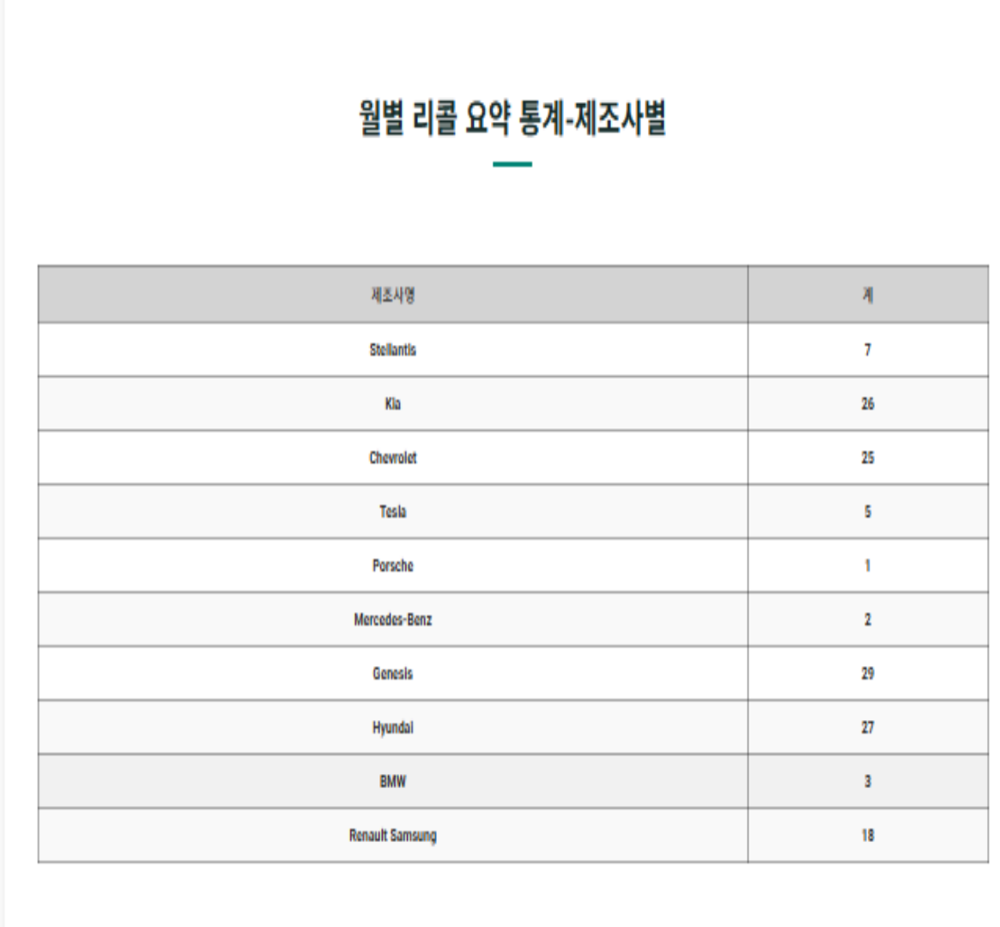 월별 리콜 요약 통계-제조사별
제조사명 계
Stellantis 7
Kia 26
Chevrolet 25
Tesla 5
Porsche 1
Mercedes-Benz 2
Genesis 29
Hyundai 27
BMW 3
Renault Samsung 18